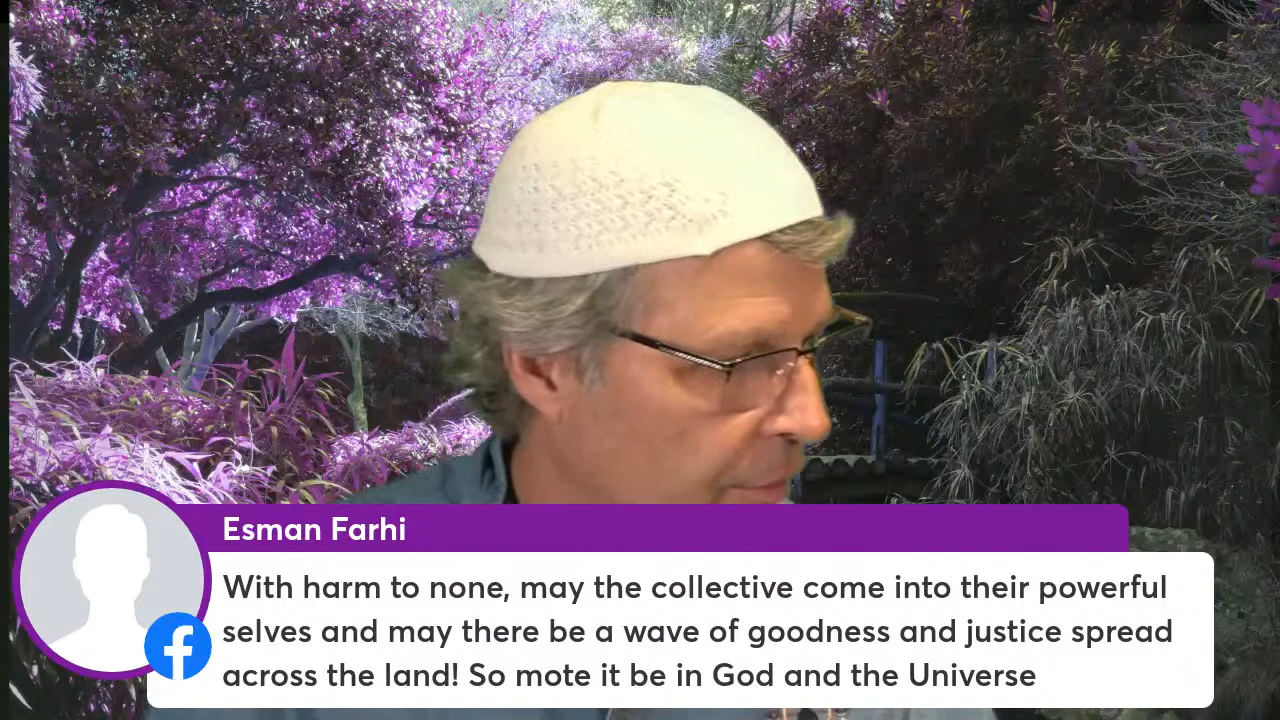 Esman Farhi
With harm to none, may the collective come into their powerful
selves and may there be a wave of goodness and justice spread
across the land! So mote it be in God and the Universe